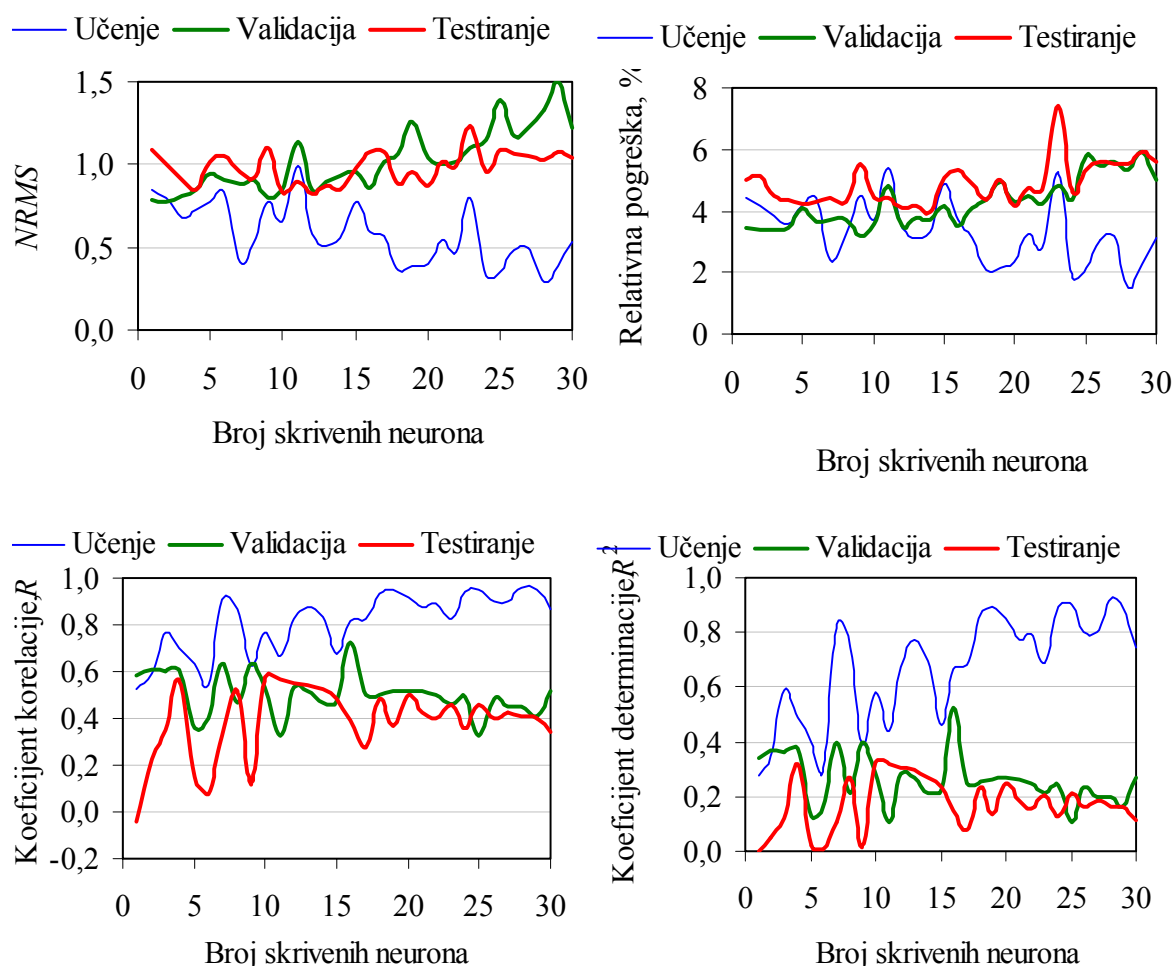 Učenje Validacija Testiranje
NRMS
1,5
1,0
0,5
0,0
0 5 10 15 20 25 30
Broj skrivenih neurona
Učenje Validacija Testiranje
Relativna pogreška, %
8
6
4
2
0
0 5 10 15 20 25 30
Broj skrivenih neurona
Učenje Validacija Testiranje
Koeficijent korelacije,R
1,0
0,8
0,6
0,4
0,2
0,0
-0,2
0 5 10 15 20 25 30
Broj skrivenih neurona
Učenje Validacija Testiranje
Koeficijent determinacije,R²
1,0
0,8
0,6
0,4
0,2
0,0
0 5 10 15 20 25 30
Broj skrivenih neurona